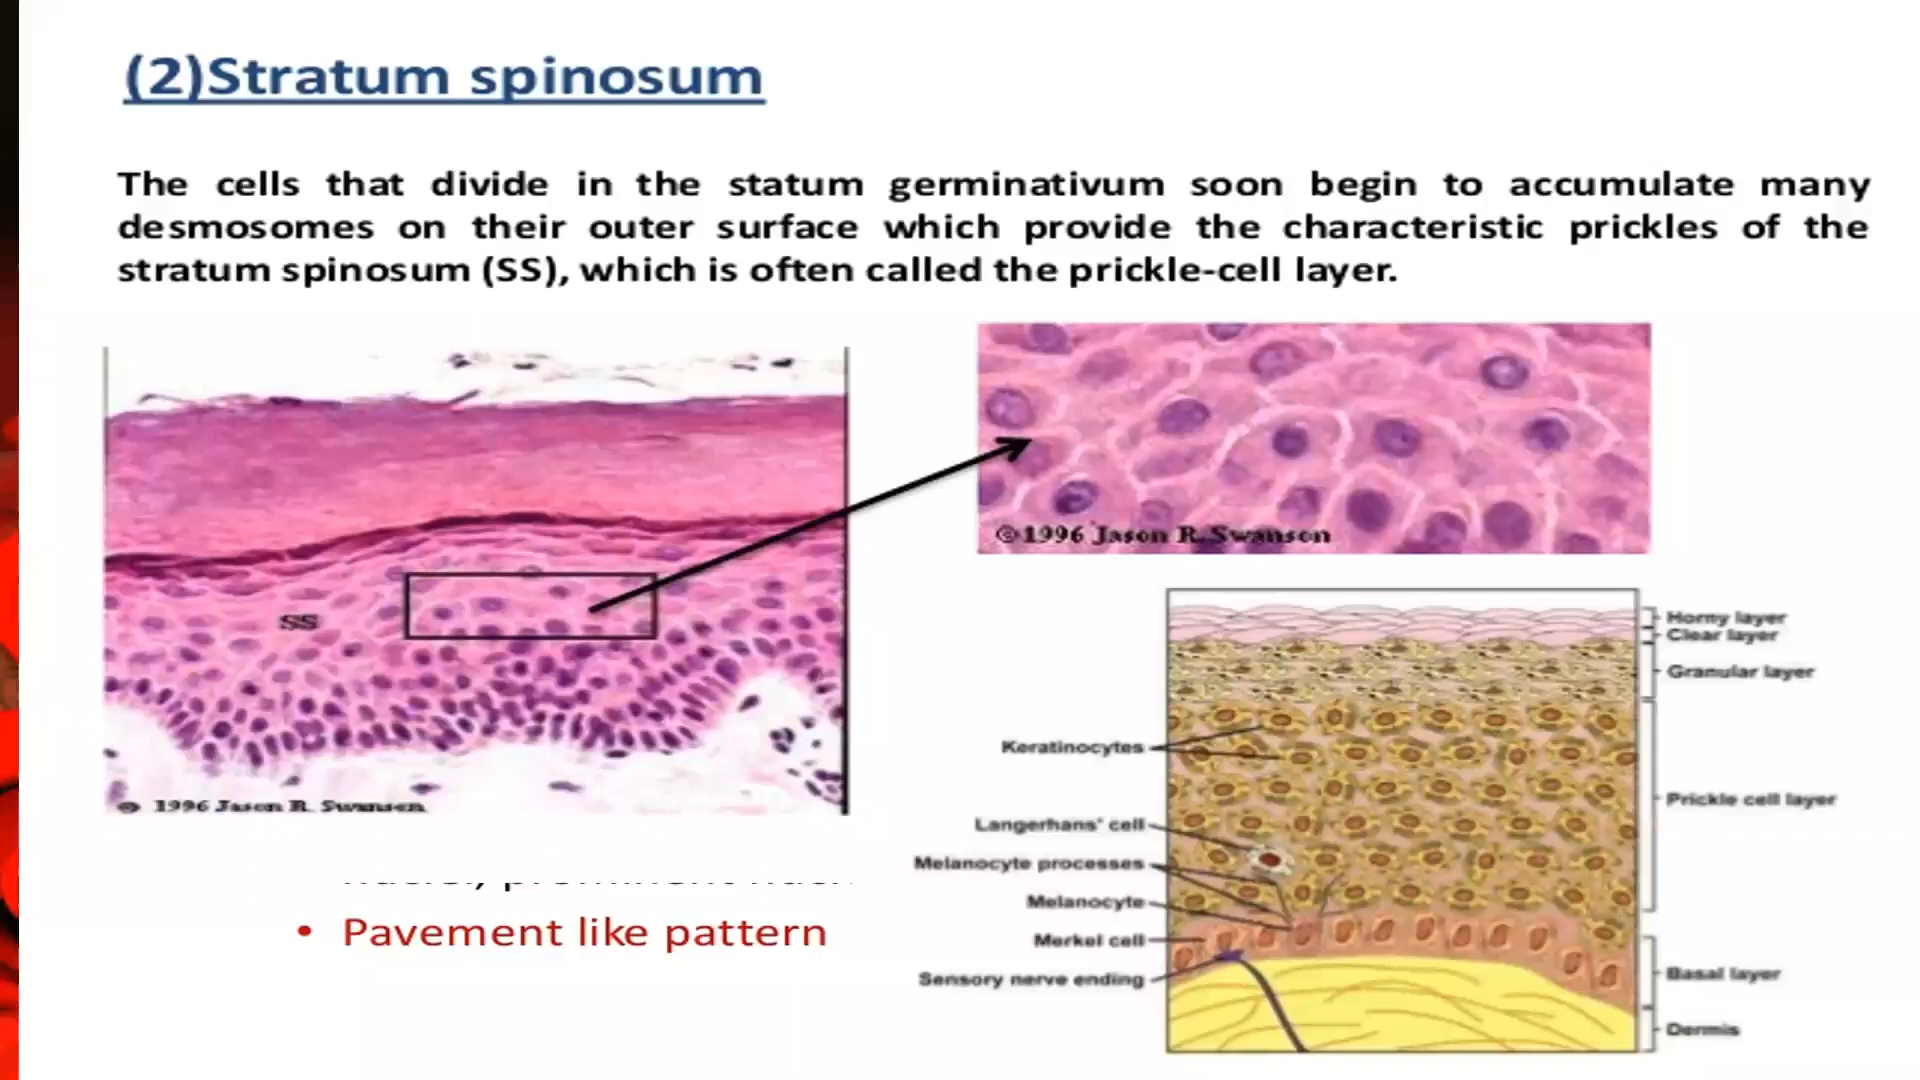 (2)Stratum spinosum
The cells that divide in the statum germinativum soon begin to accumulate many
desmosomes on their outer surface which provide the characteristic prickles of the
stratum spinosum (SS), which is often called the prickle-cell layer.
©1996 Jason R. Swanson
SS
© 1996 Jason R. Swanson
• Pavement like pattern
Horny layer
Clear layer
Granular layer
Keratinocytes
Prickle cell layer
Langerhans' cell
Melanocyte processes
Melanocyte
Merkel cell
Sensory nerve ending
Basal layer
Dermis